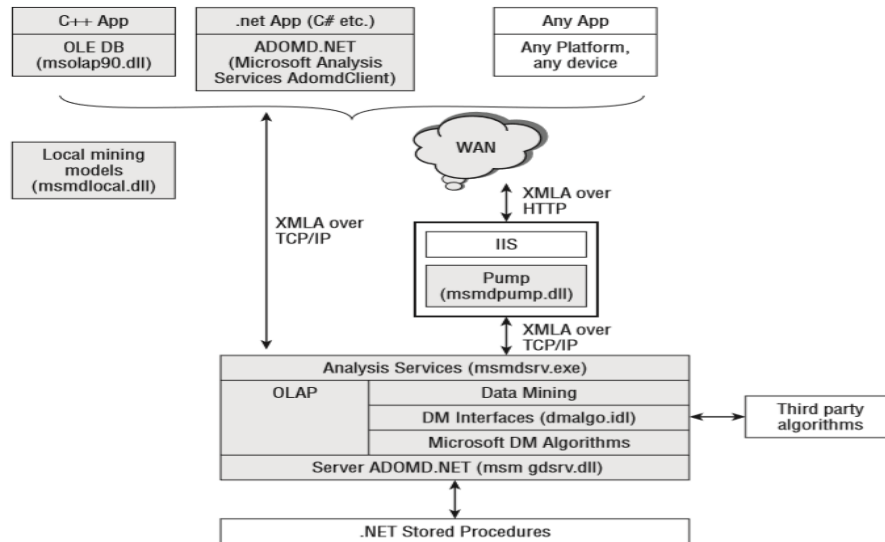 C++ App
OLE DB
(msolap90.dll)
.net App (C# etc.)
ADOMD.NET
(Microsoft Analysis
Services AdomdClient)
Any App
Any Platform,
any device
Local mining
models
(msmdlocal.dll)
WAN
XMLA over
TCP/IP
XMLA over
HTTP
IIS
Pump
(msmdpump.dll)
XMLA over
TCP/IP
Analysis Services (msmdsrv.exe)
OLAP
Data Mining
DM Interfaces (dmalgo.idl)
Microsoft DM Algorithms
Third party
algorithms
Server ADOMD.NET (msm gdsrv.dll)
.NET Stored Procedures